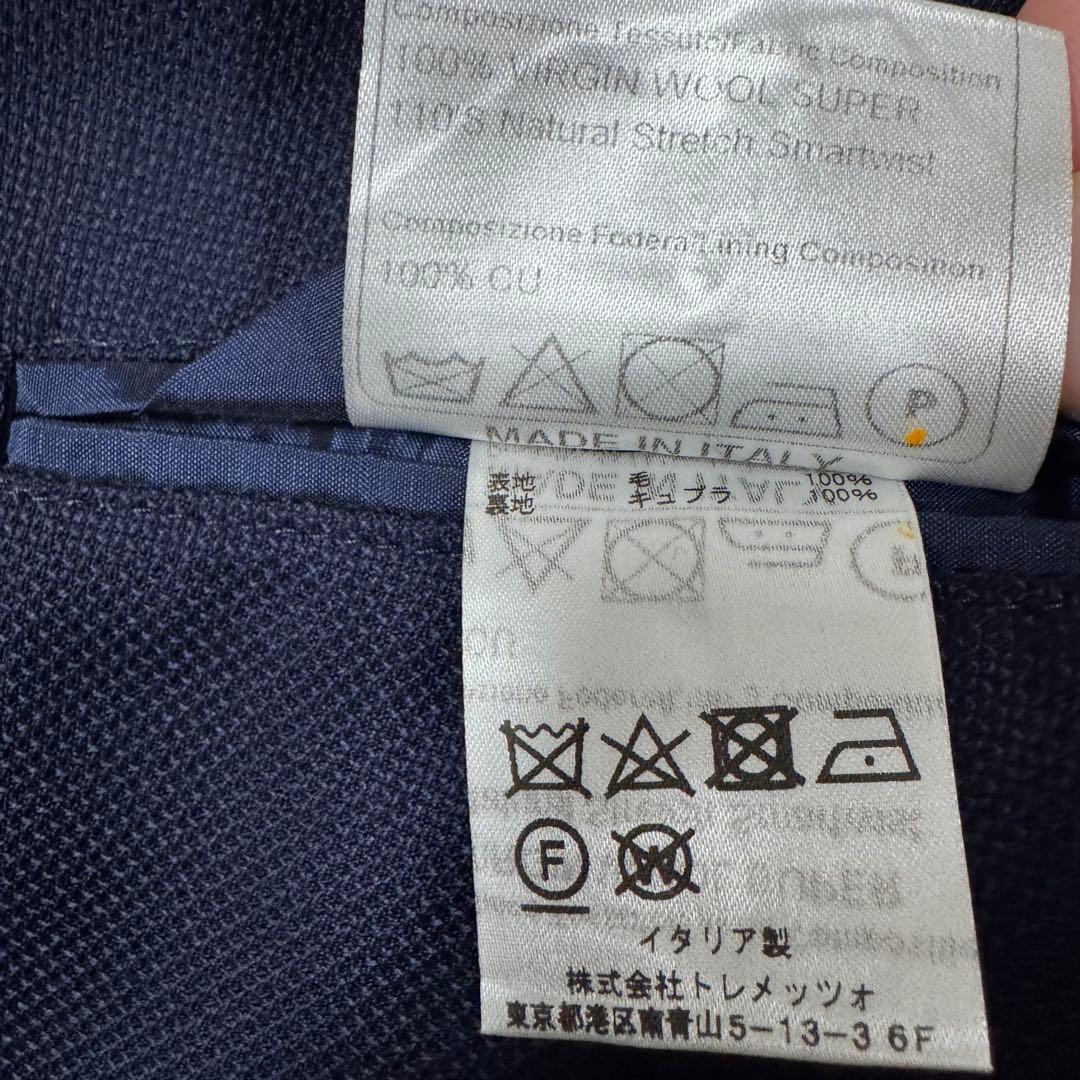 Composizione Tessuto/Fabric Composition
100% VIRGIN WOOL SUPER
110'S Natural Stretch Smartwist
Composizione Fodera/Lining Composition
100% CU
P
MADE IN ITALY
表地 毛 100%
裏地 キュプラ 100%
F W
イタリア製
株式会社トレメッツォ
東京都港区南青山5-13-3 6F